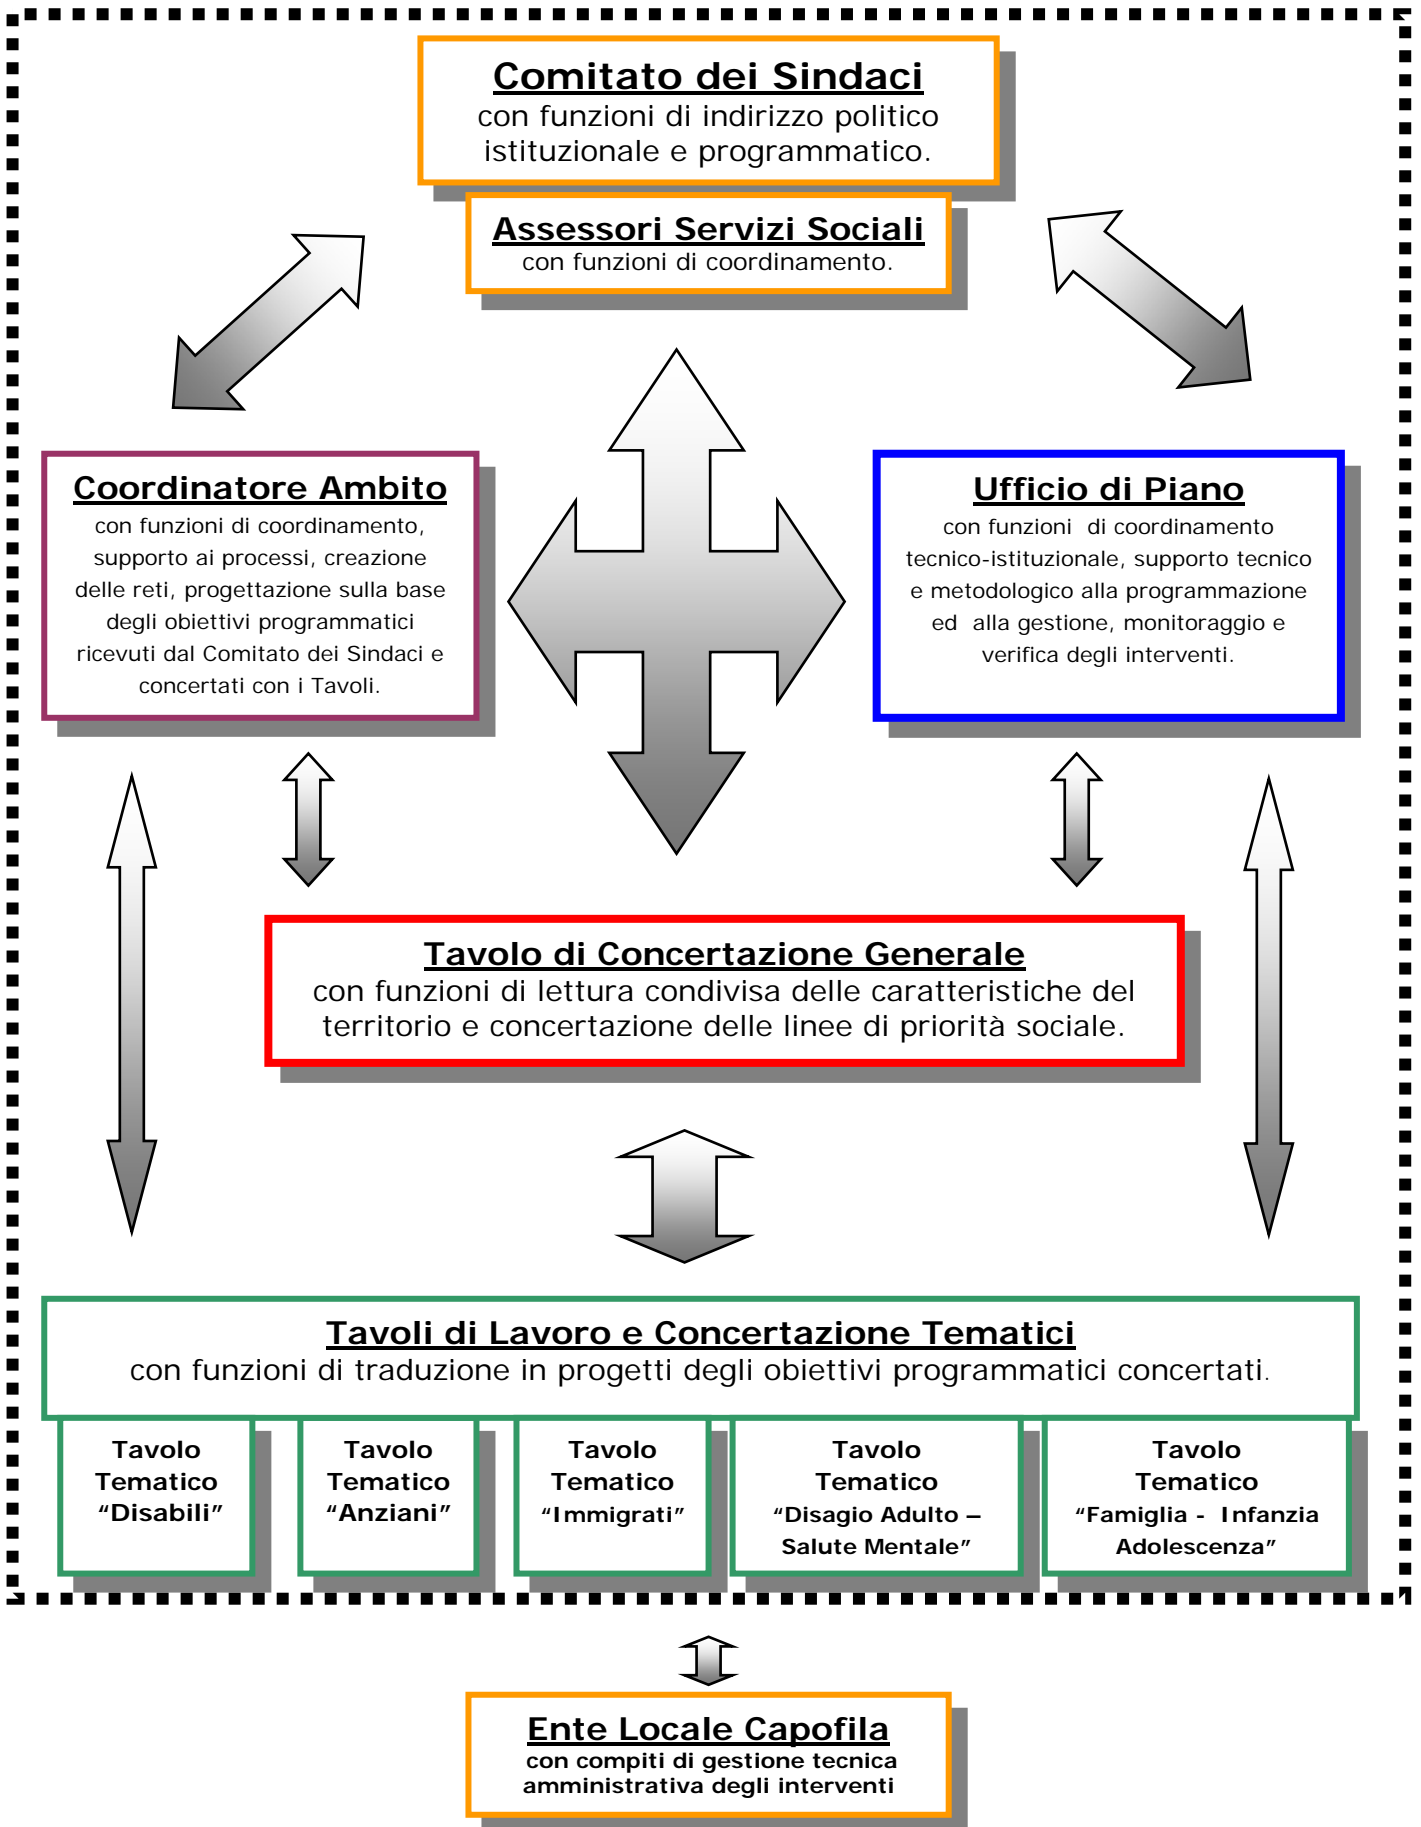 Comitato dei Sindaci
con funzioni di indirizzo politico
istituzionale e programmatico.
Assessori Servizi Sociali
con funzioni di coordinamento.
Coordinatore Ambito
con funzioni di coordinamento,
supporto ai processi, creazione
delle reti, progettazione sulla base
degli obiettivi programmatici
ricevuti dal Comitato dei Sindaci e
concertati con i Tavoli.
Ufficio di Piano
con funzioni di coordinamento
tecnico-istituzionale, supporto tecnico
e metodologico alla programmazione
ed alla gestione, monitoraggio e
verifica degli interventi.
Tavolo di Concertazione Generale
con funzioni di lettura condivisa delle caratteristiche del
territorio e concertazione delle linee di priorità sociale.
Tavoli di Lavoro e Concertazione Tematici
con funzioni di traduzione in progetti degli obiettivi programmatici concertati.
Tavolo
Tematico
“Disabili”
Tavolo
Tematico
“Anziani”
Tavolo
Tematico
“Immigrati”
Tavolo
Tematico
“Disagio Adulto –
Salute Mentale”
Tavolo
Tematico
“Famiglia - Infanzia
Adolescenza”
Ente Locale Capofila
con compiti di gestione tecnica
amministrativa degli interventi